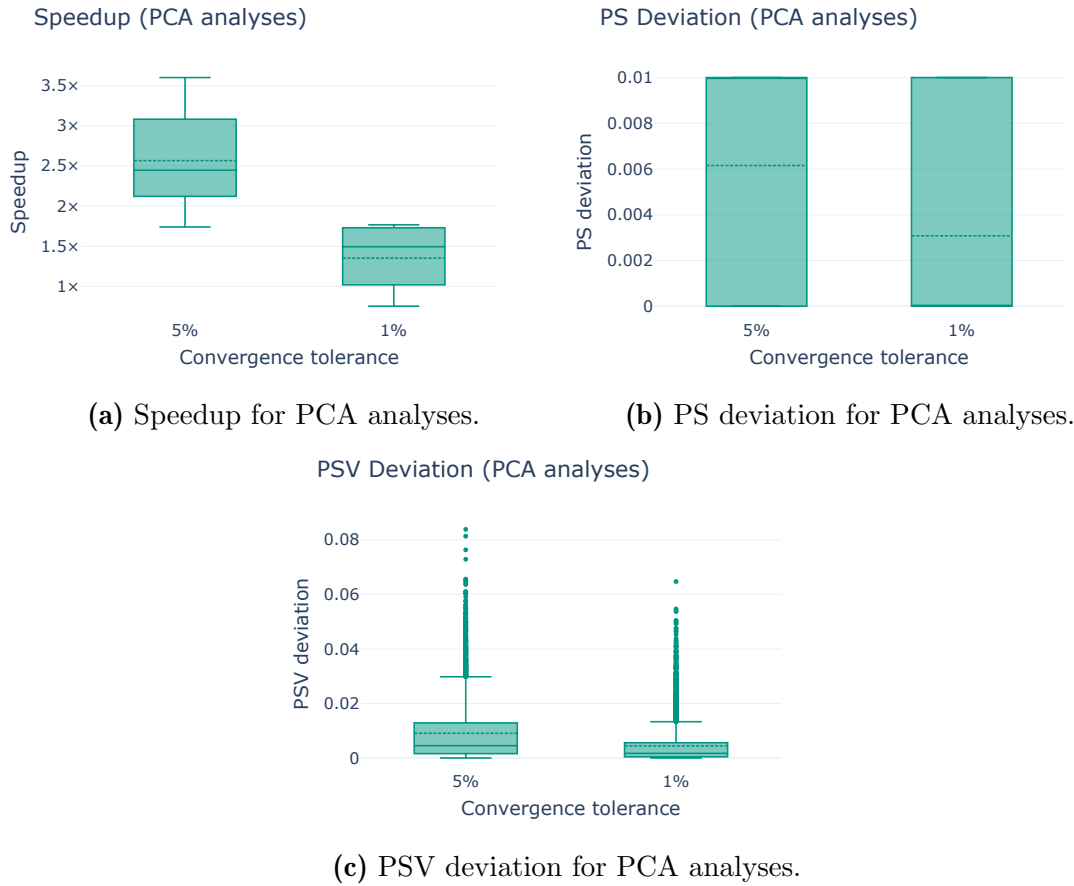 Speedup (PCA analyses)
3.5×
3×
2.5×
2×
1.5×
1×
Speedup
5%
1%
Convergence tolerance
(a) Speedup for PCA analyses.
PS Deviation (PCA analyses)
0.01
0.008
0.006
0.004
0.002
0
PS deviation
5%
1%
Convergence tolerance
(b) PS deviation for PCA analyses.
PSV Deviation (PCA analyses)
0.08
0.06
0.04
0.02
0
PSV deviation
5%
1%
Convergence tolerance
(c) PSV deviation for PCA analyses.